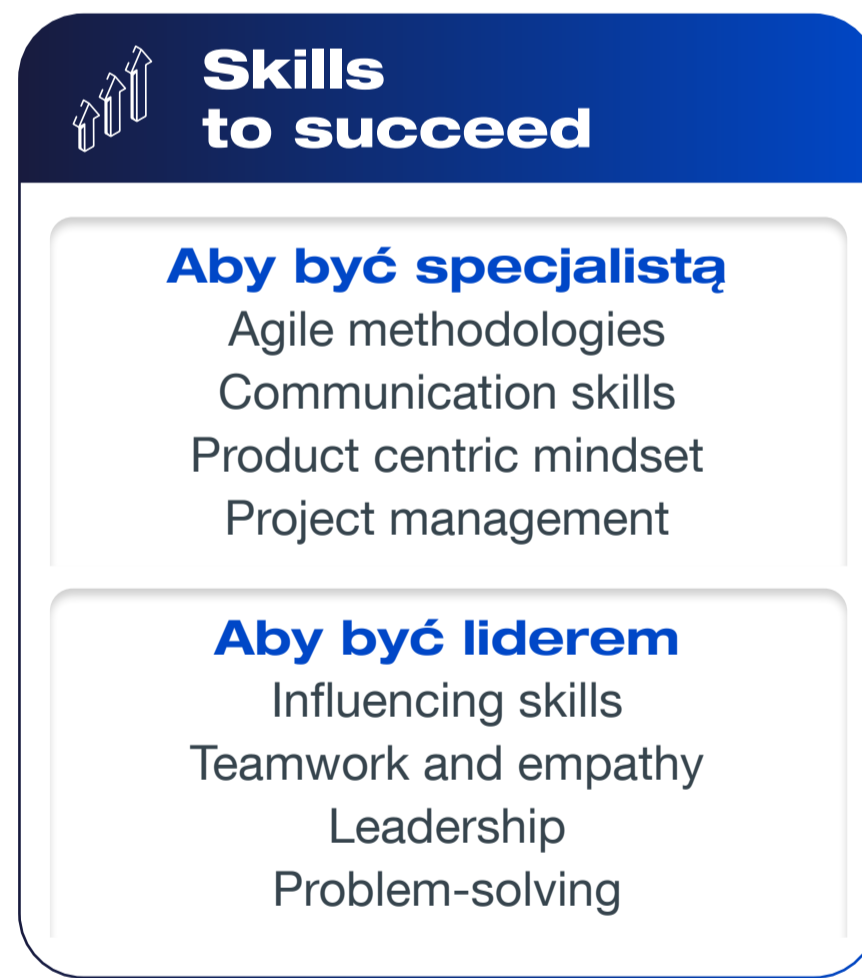 Skills
to succeed
Aby być specjalistą
Agile methodologies
Communication skills
Product centric mindset
Project management
Aby być liderem
Influencing skills
Teamwork and empathy
Leadership
Problem-solving